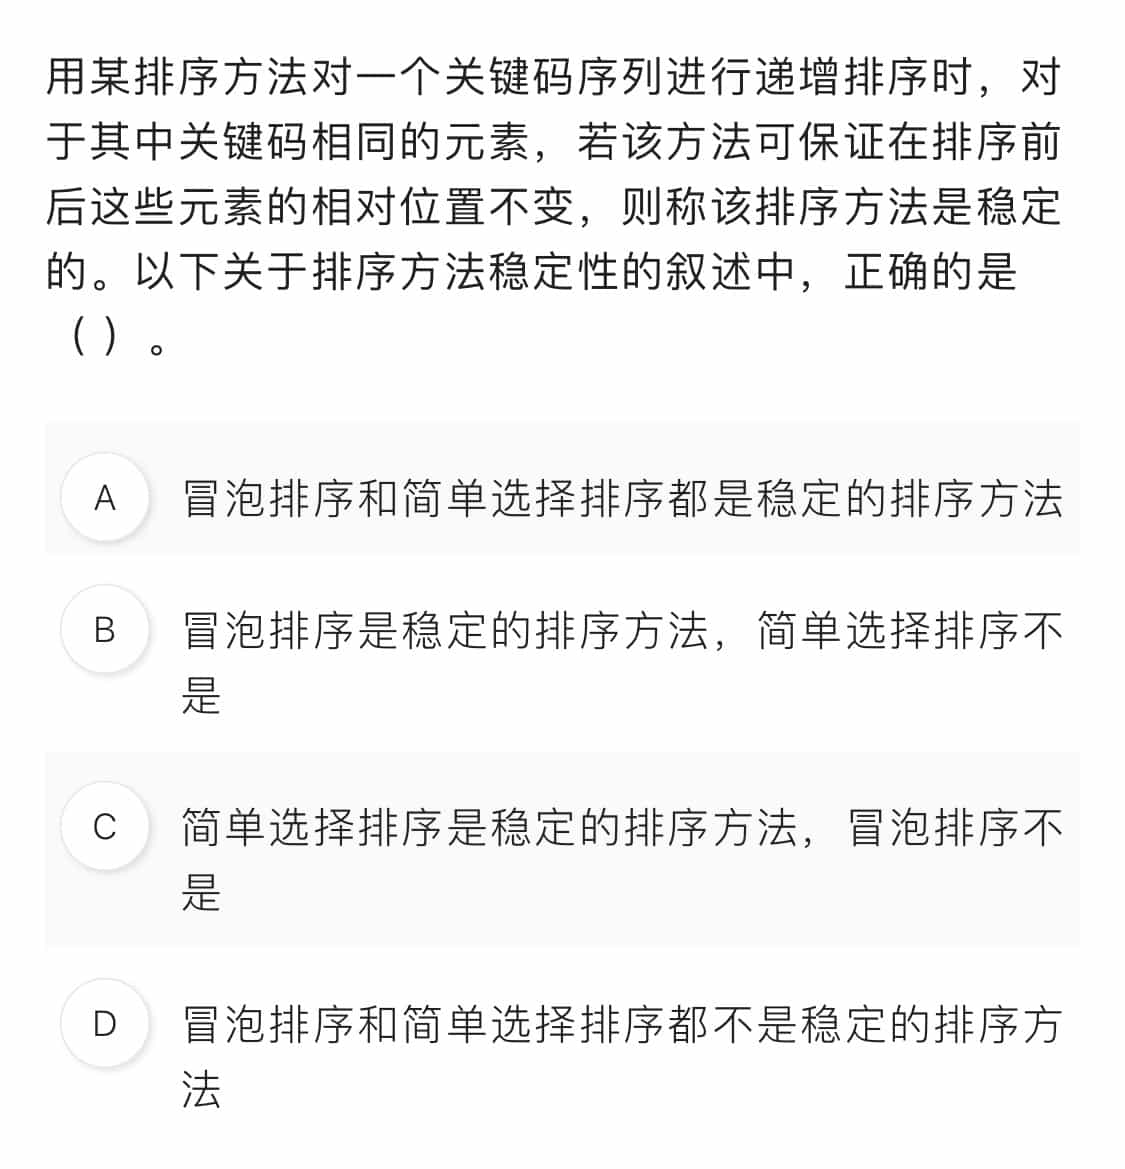 用某排序方法对一个关键码序列进行递增排序时，对
于其中关键码相同的元素，若该方法可保证在排序前
后这些元素的相对位置不变，则称该排序方法是稳定
的。以下关于排序方法稳定性的叙述中，正确的是
（）。
A 冒泡排序和简单选择排序都是稳定的排序方法
B 冒泡排序是稳定的排序方法，简单选择排序不
是
C 简单选择排序是稳定的排序方法，冒泡排序不
是
D 冒泡排序和简单选择排序都不是稳定的排序方
法